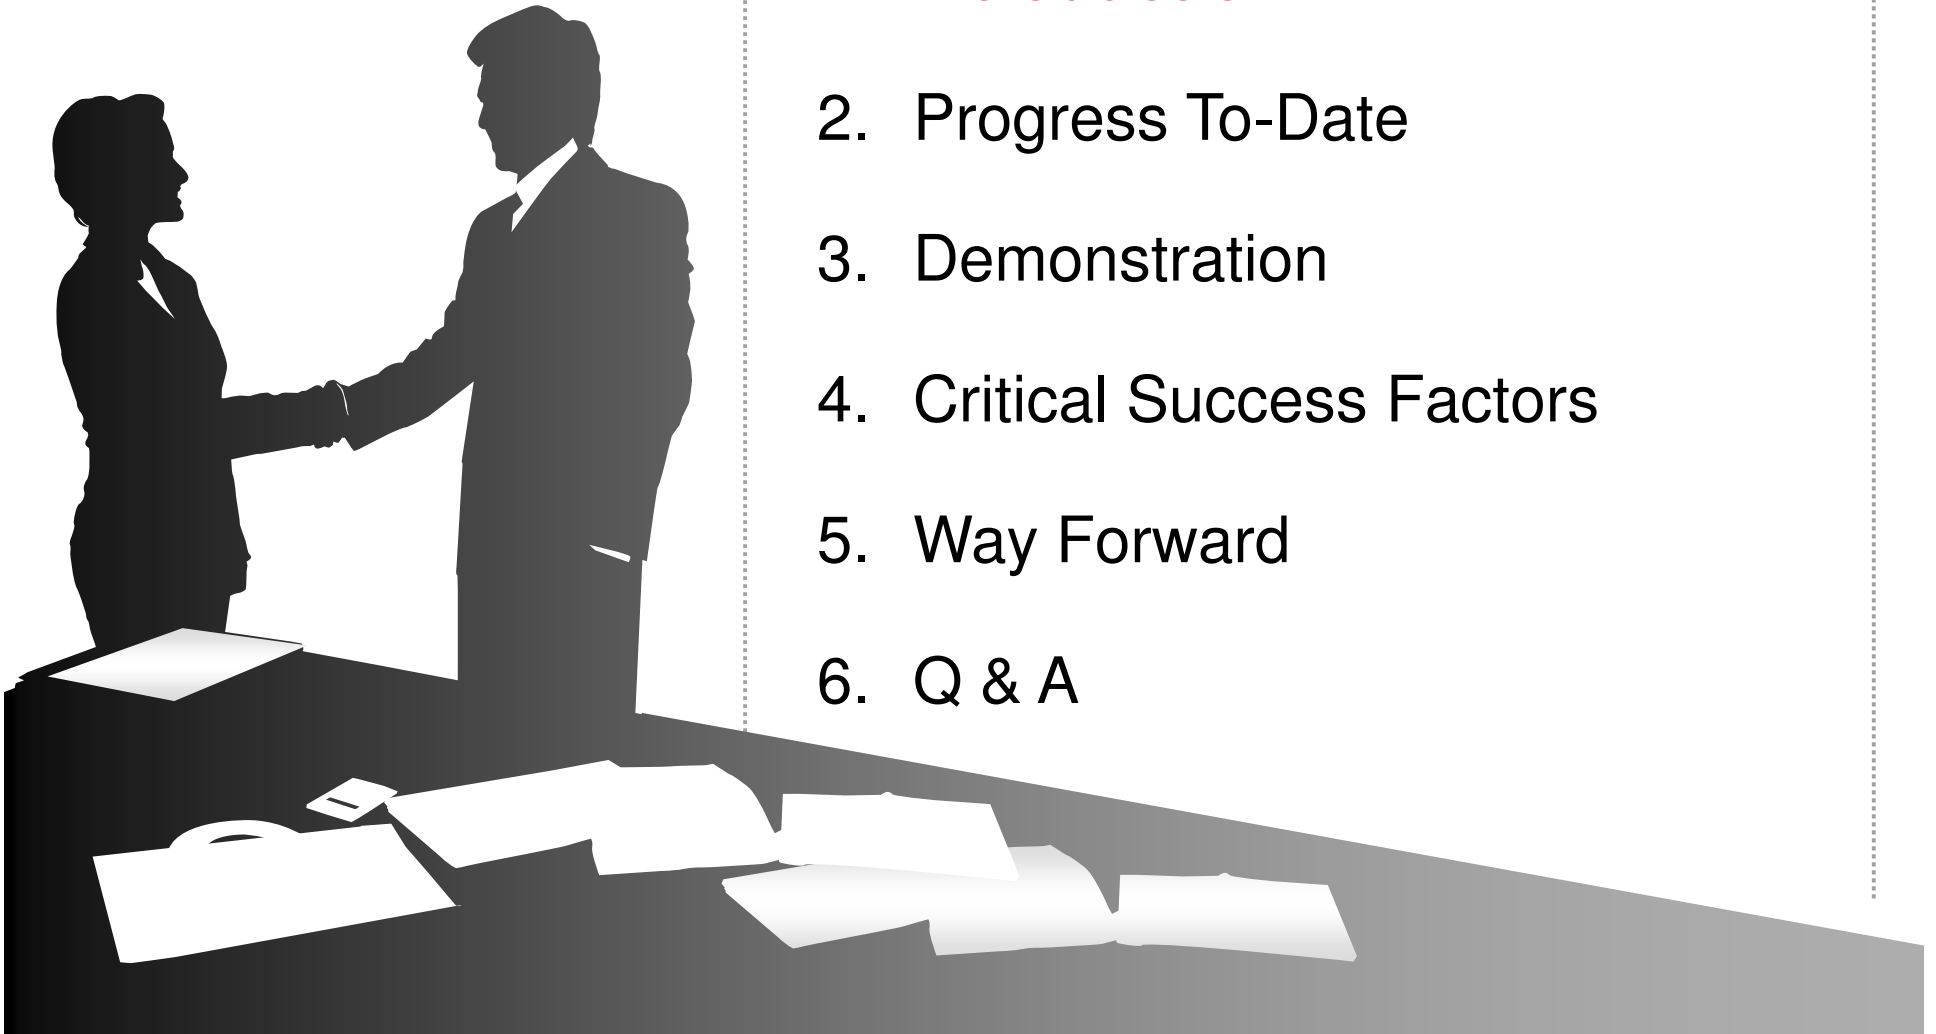 2. Progress To-Date
3. Demonstration
4. Critical Success Factors
5. Way Forward
6. Q & A